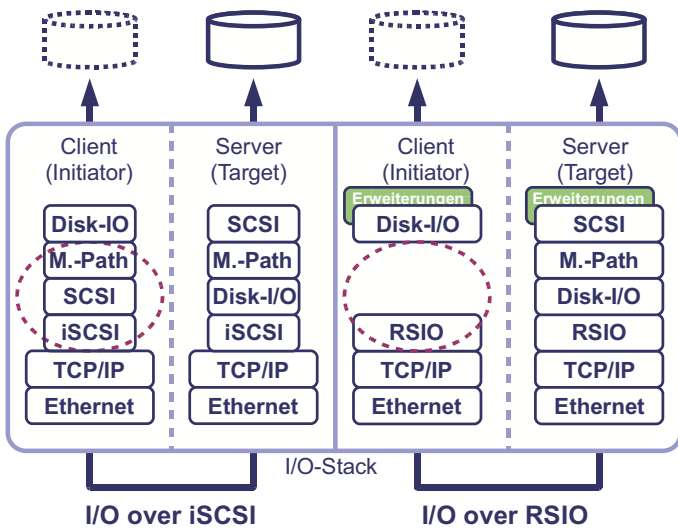 Client
(Initiator)
Disk-IO
M.-Path
SCSI
iSCSI
TCP/IP
Ethernet
Server
(Target)
SCSI
M.-Path
Disk-I/O
iSCSI
TCP/IP
Ethernet
Client
(Initiator)
Erweiterungen
Disk-I/O
RSIO
TCP/IP
Ethernet
Server
(Target)
Erweiterungen
SCSI
M.-Path
Disk-I/O
RSIO
TCP/IP
Ethernet
I/O-Stack
I/O over iSCSI
I/O over RSIO